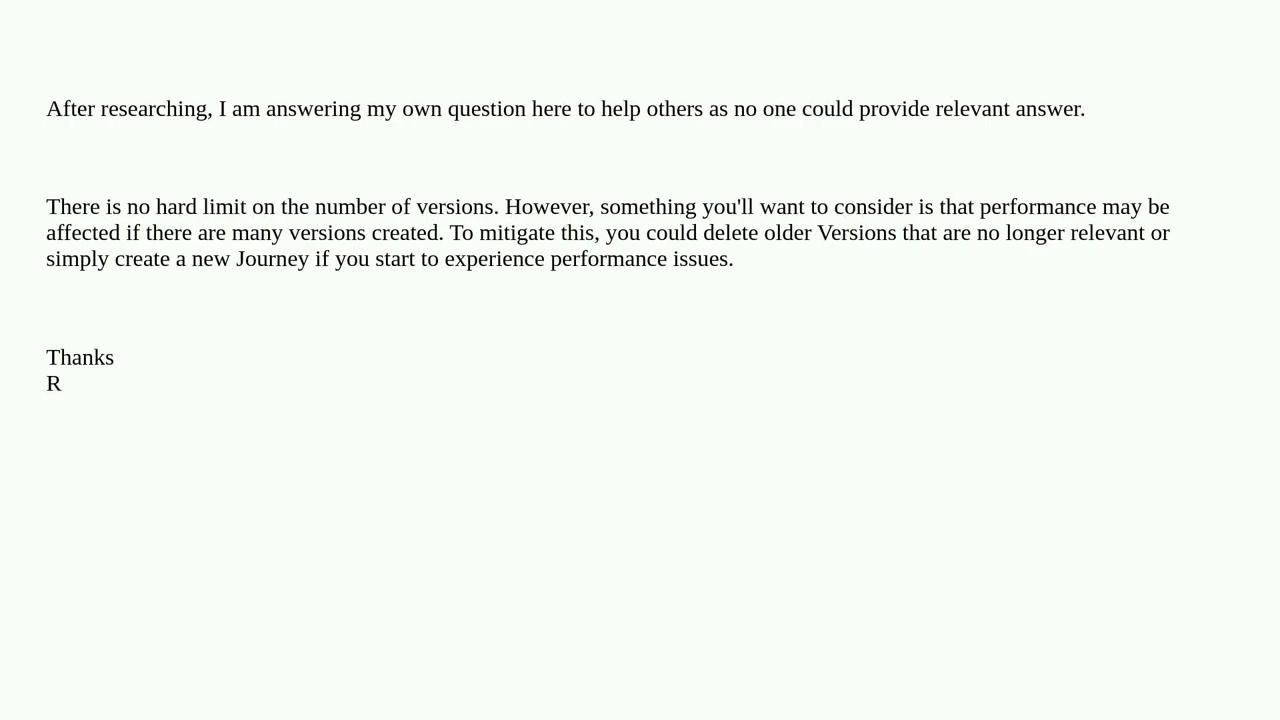 After researching, I am answering my own question here to help others as no one could provide relevant answer.
There is no hard limit on the number of versions. However, something you'll want to consider is that performance may be
affected if there are many versions created. To mitigate this, you could delete older Versions that are no longer relevant or
simply create a new Journey if you start to experience performance issues.
Thanks
R